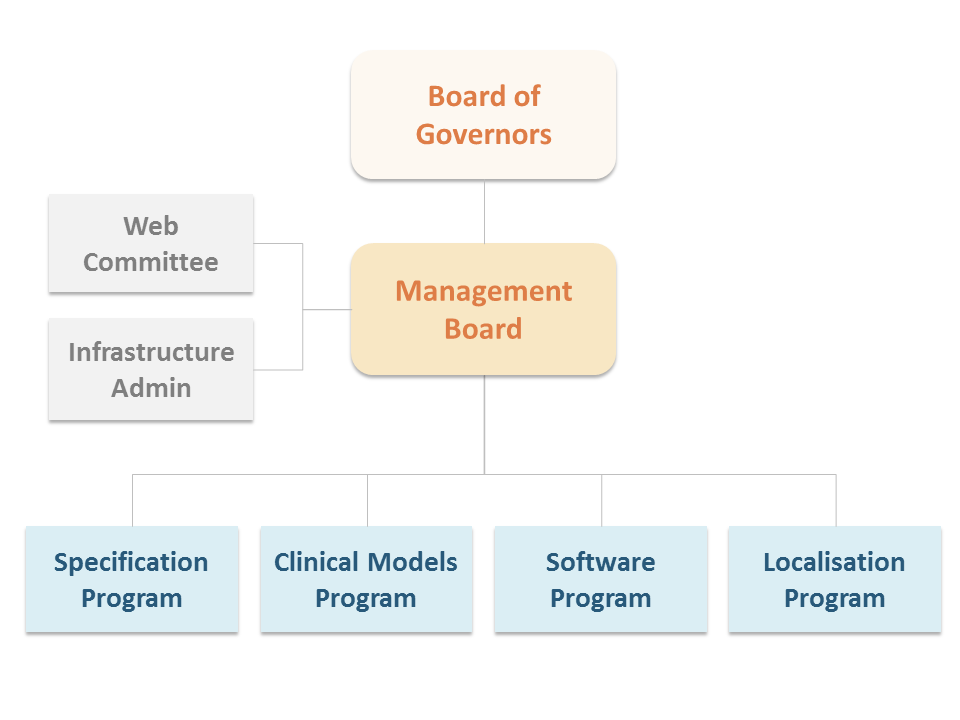 Board of
Governors
Web
Committee
Management
Board
Infrastructure
Admin
Specification
Program
Clinical Models
Program
Software
Program
Localisation
Program